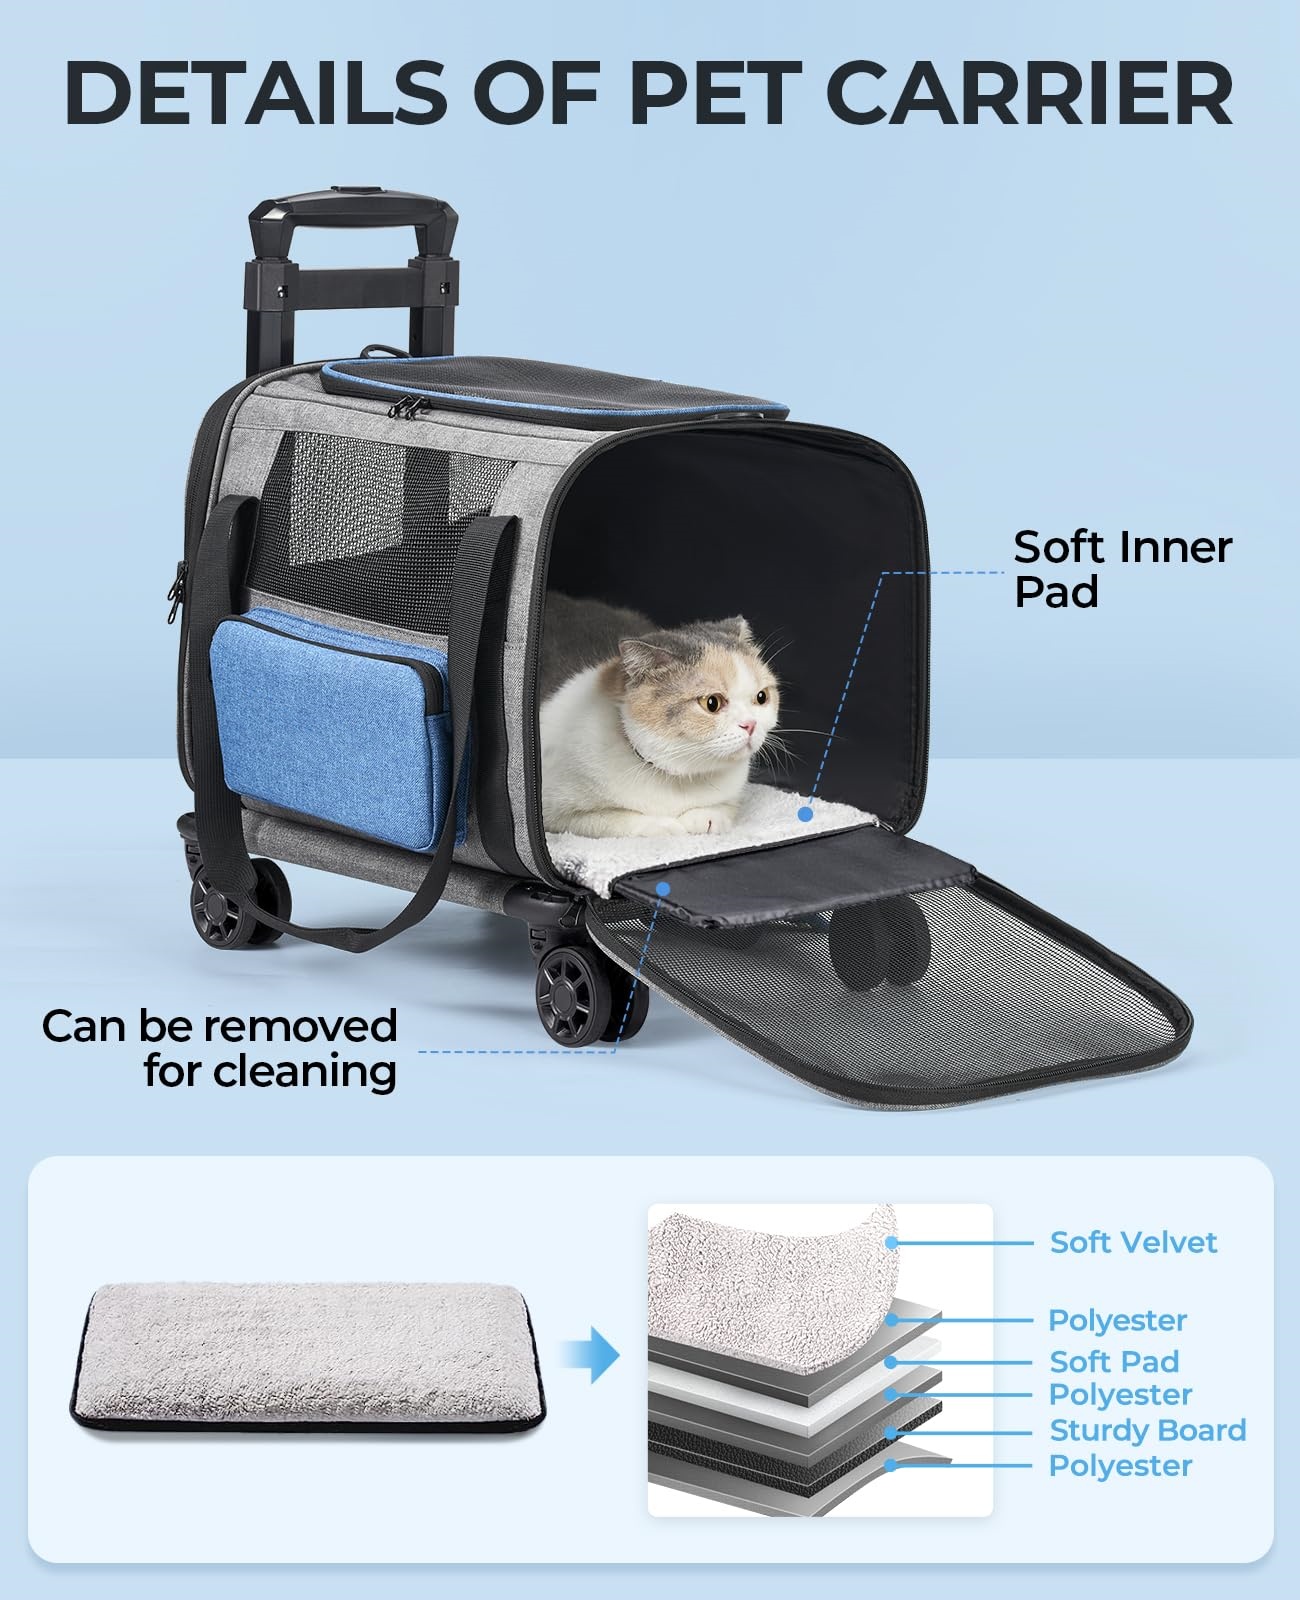 DETAILS OF PET CARRIER
Soft Inner
Pad
Can be removed
for cleaning
Soft Velvet
Polyester
Soft Pad
Polyester
Sturdy Board
Polyester